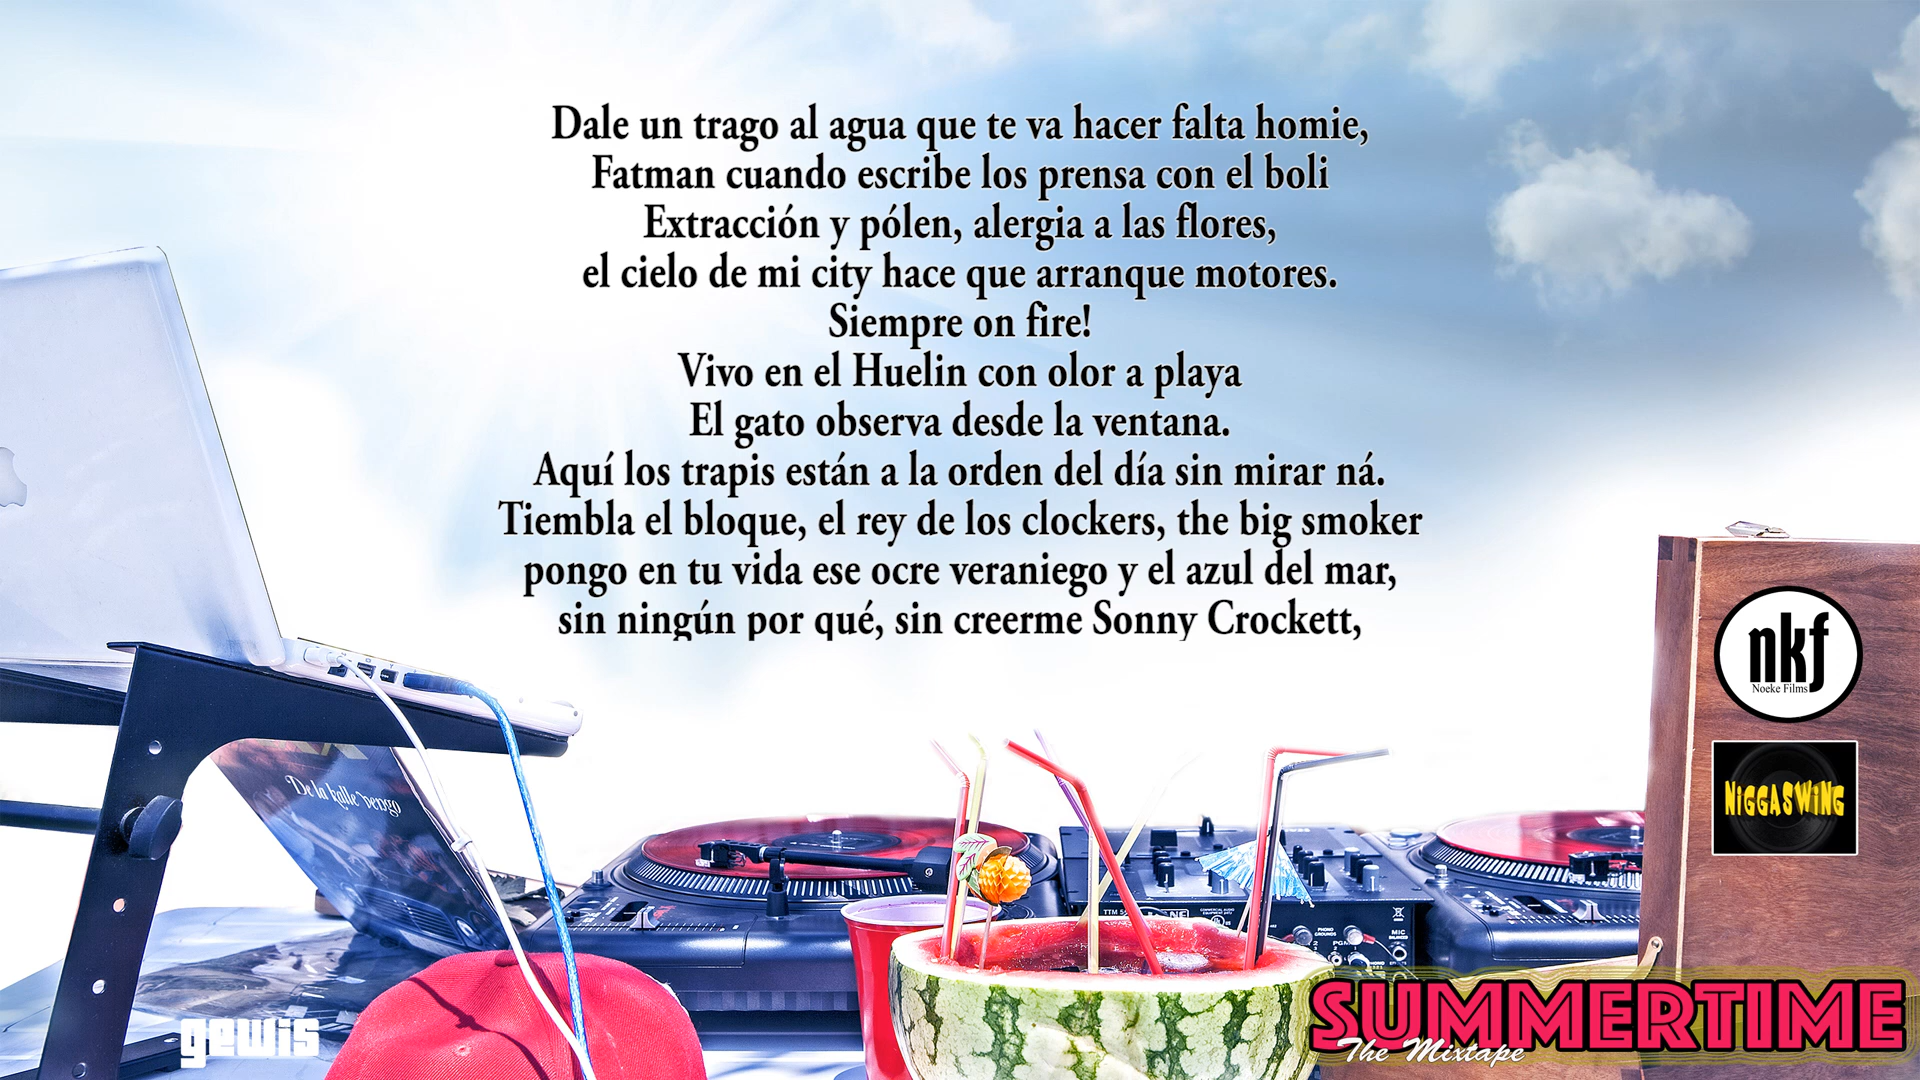 Dale un trago al agua que te va hacer falta homie,
Fatman cuando escribe los prensa con el boli
Extracción y pólen, alergia a las flores,
el cielo de mi city hace que arranque motores.
Siempre on fire!
Vivo en el Huelin con olor a playa
El gato observa desde la ventana.
Aquí los trapis están a la orden del día sin mirar ná.
Tiembla el bloque, el rey de los clockers, the big smoker
pongo en tu vida ese ocre veraniego y el azul del mar,
sin ningún por qué, sin creerme Sonny Crockett,
nkf
Noeke Films
NiGGASWiNG
De la kalle vengo
TTM 5
MIC
gewis
SUMMERTIME
The Mixtape